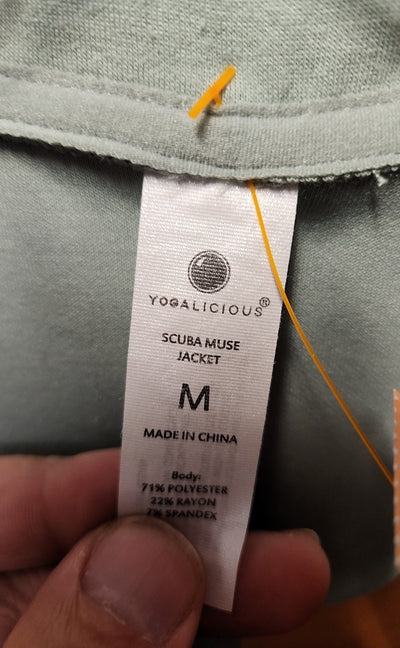 YOGALICIOUS®
SCUBA MUSE
JACKET
M
MADE IN CHINA
Body:
71% POLYESTER
22% RAYON
7% SPANDEX